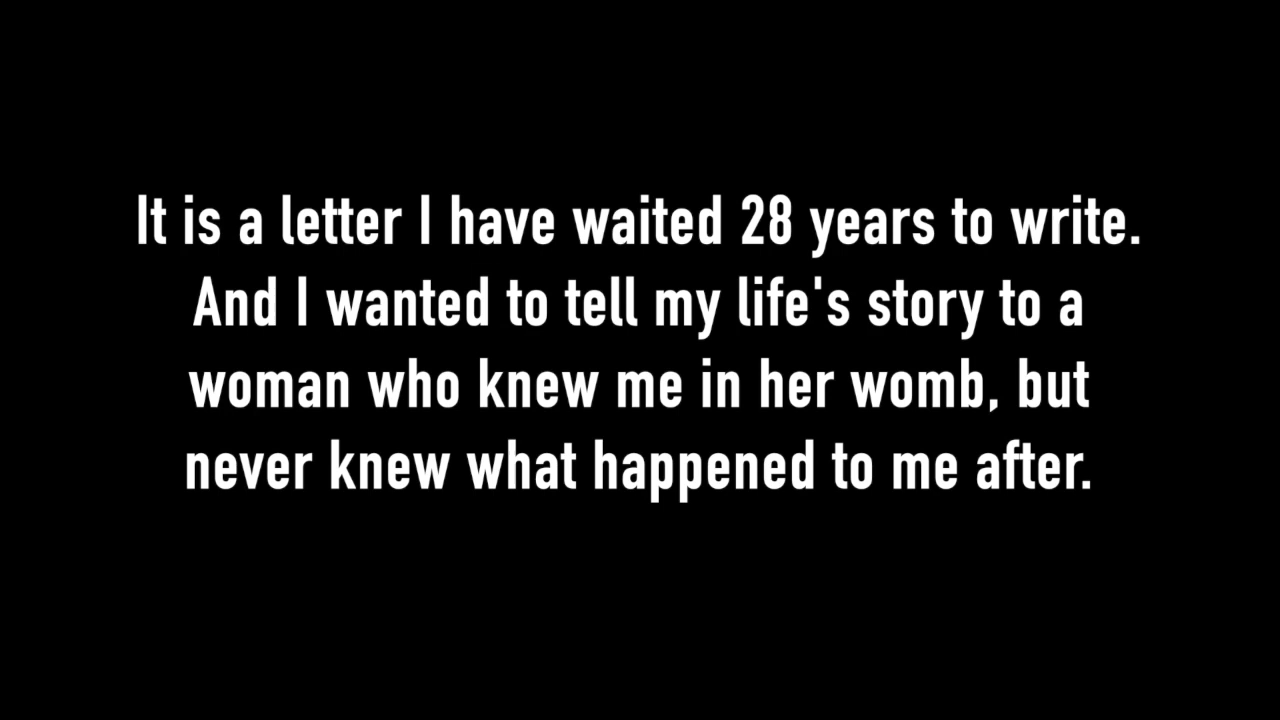 It is a letter I have waited 28 years to write.
And I wanted to tell my life's story to a
woman who knew me in her womb, but
never knew what happened to me after.